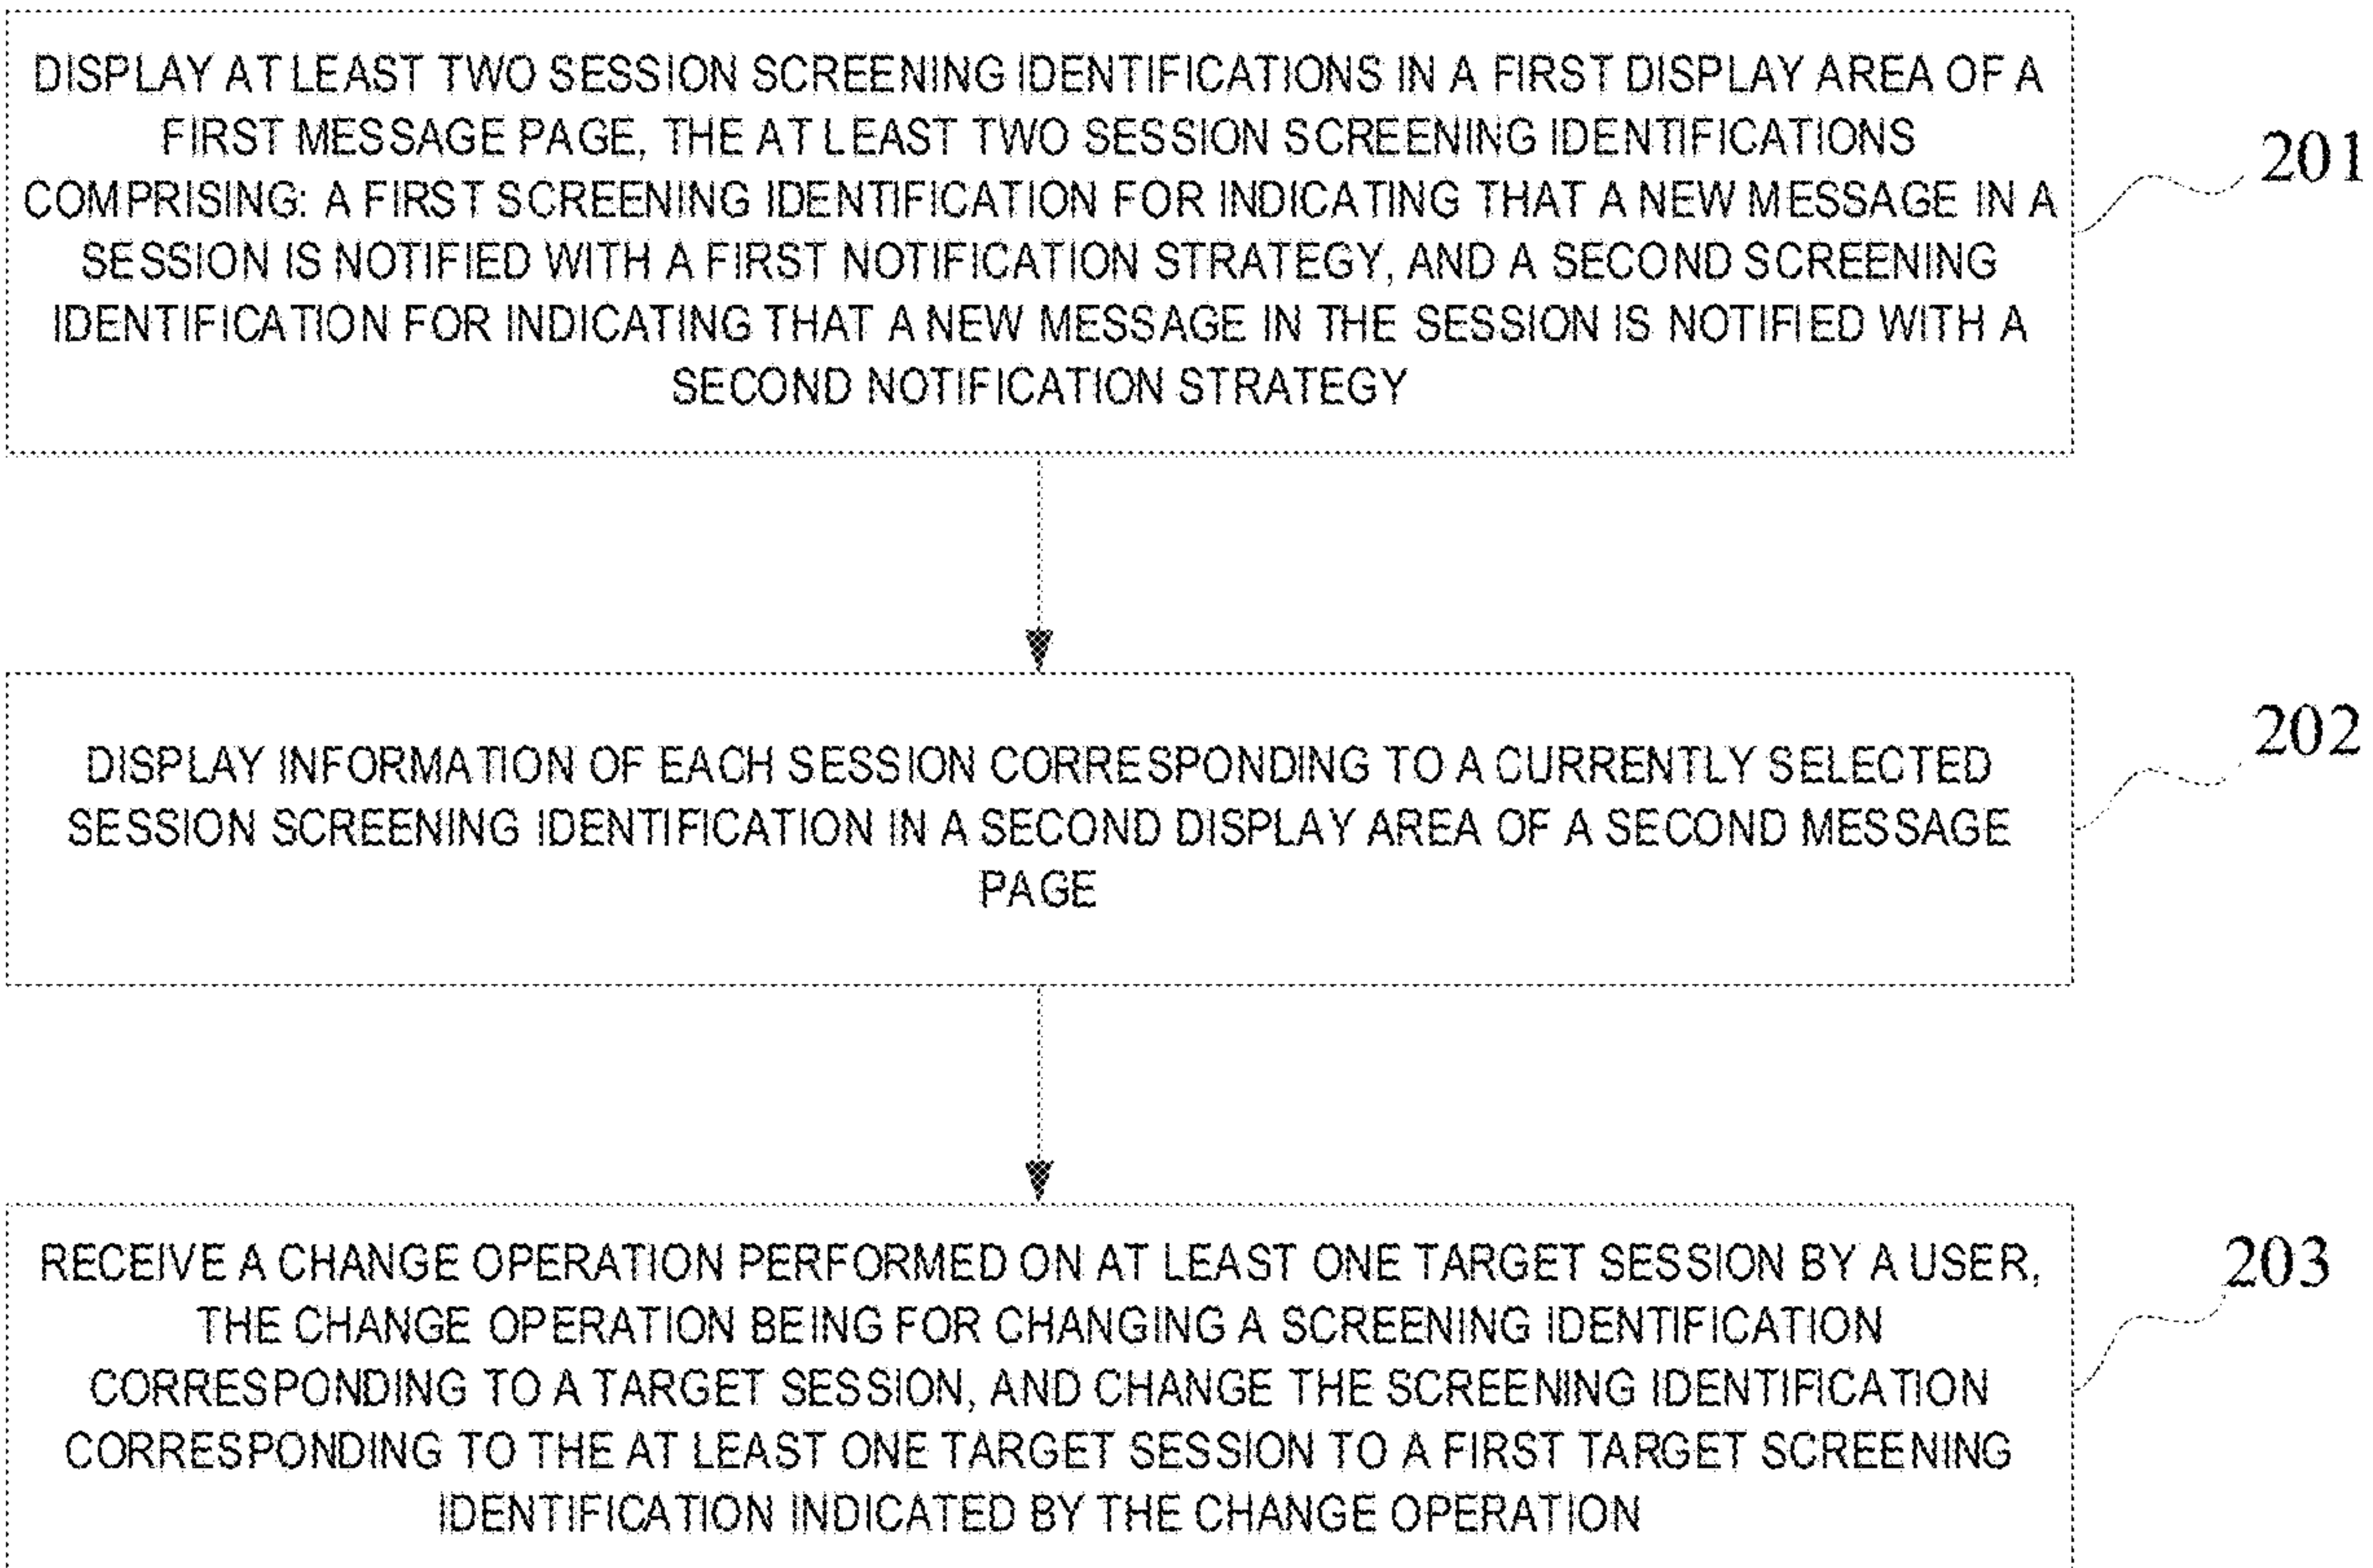 DISPLAY AT LEAST TWO SESSION SCREENING IDENTIFICATIONS IN A FIRST DISPLAY AREA OF A
FIRST MESSAGE PAGE, THE AT LEAST TWO SESSION SCREENING IDENTIFICATIONS
COMPRISING: A FIRST SCREENING IDENTIFICATION FOR INDICATING THAT A NEW MESSAGE IN A
SESSION IS NOTIFIED WITH A FIRST NOTIFICATION STRATEGY, AND A SECOND SCREENING
IDENTIFICATION FOR INDICATING THAT A NEW MESSAGE IN THE SESSION IS NOTIFIED WITH A
SECOND NOTIFICATION STRATEGY
201
DISPLAY INFORMATION OF EACH SESSION CORRESPONDING TO A CURRENTLY SELECTED
SESSION SCREENING IDENTIFICATION IN A SECOND DISPLAY AREA OF A SECOND MESSAGE
PAGE
202
RECEIVE A CHANGE OPERATION PERFORMED ON AT LEAST ONE TARGET SESSION BY A USER,
THE CHANGE OPERATION BEING FOR CHANGING A SCREENING IDENTIFICATION
CORRESPONDING TO A TARGET SESSION, AND CHANGE THE SCREENING IDENTIFICATION
CORRESPONDING TO THE AT LEAST ONE TARGET SESSION TO A FIRST TARGET SCREENING
IDENTIFICATION INDICATED BY THE CHANGE OPERATION
203